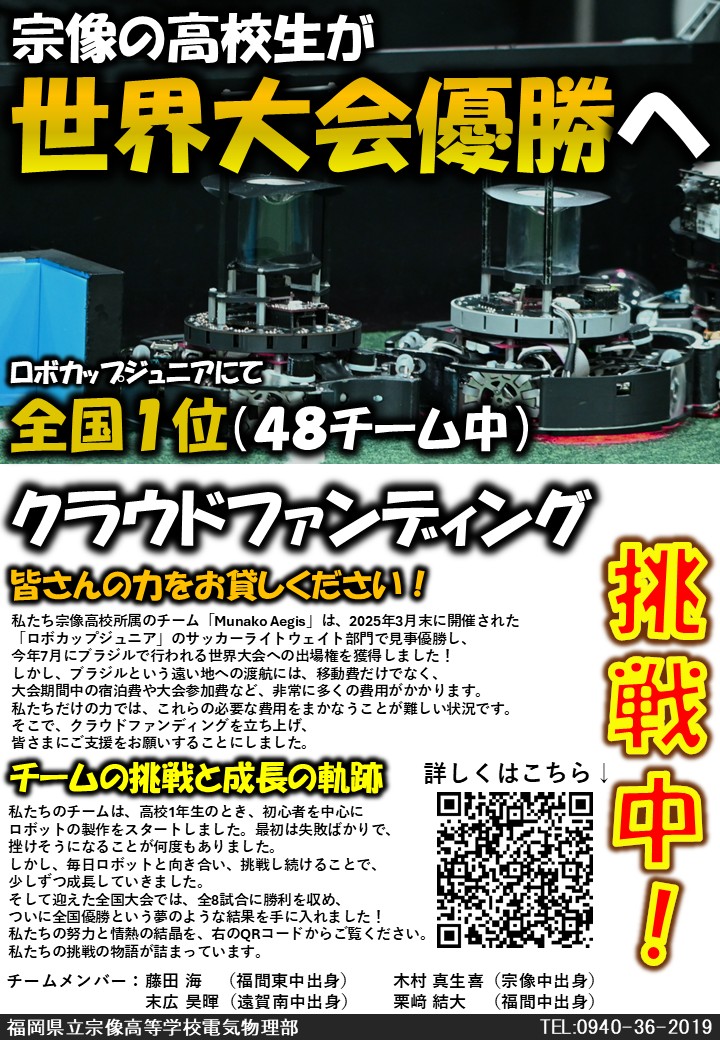 宗像の高校生が
世界大会優勝へ
ロボカップジュニアにて
全国1位(48チーム中)
クラウドファンディング
挑戦中!
皆さんの力をお貸しください!
私たち宗像高校所属のチーム「Munako Aegis」は、2025年3月末に開催された
「ロボカップジュニア」のサッカーライトウェイト部門で見事優勝し、
今年7月にブラジルで行われる世界大会への出場権を獲得しました!
しかし、ブラジルという遠い地への渡航には、移動費だけでなく、
大会期間中の宿泊費や大会参加費など、非常に多くの費用がかかります。
私たちだけの力では、これらの必要な費用をまかなうことが難しい状況です。
そこで、クラウドファンディングを立ち上げ、
皆さまにご支援をお願いすることにしました。
チームの挑戦と成長の軌跡
私たちのチームは、高校1年生のとき、初心者を中心に
ロボットの製作をスタートしました。最初は失敗ばかりで、
挫けそうになることが何度もありました。
しかし、毎日ロボットと向き合い、挑戦し続けることで、
少しずつ成長していきました。
そして迎えた全国大会では、全8試合に勝利を収め、
ついに全国優勝という夢のような結果を手に入れました!
私たちの努力と情熱の結晶を、右のQRコードからご覧ください。
私たちの挑戦の物語が詰まっています。
詳しくはこちら↓
チームメンバー:藤田 海 (福間東中出身) 木村 真生喜(宗像中出身)
末広 昊暉(遠賀南中出身) 栗﨑 結大 (福間中出身)
福岡県立宗像高等学校電気物理部 TEL:0940-36-2019